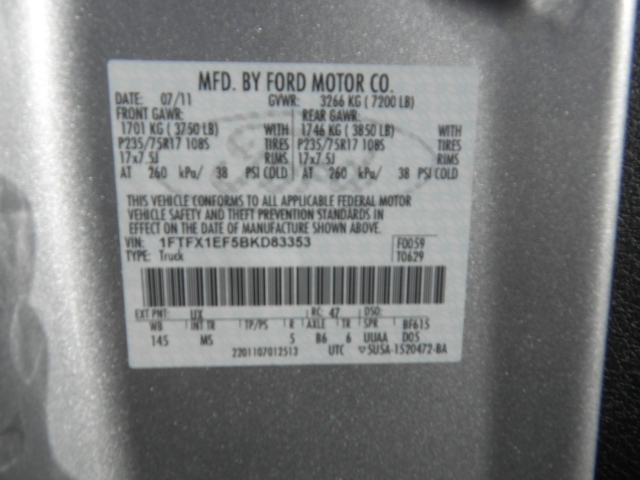 MFD. BY FORD MOTOR CO.
DATE: 07/11 GVWR: 3266 KG ( 7200 LB)
FRONT GAWR: REAR GAWR:
1701 KG ( 3750 LB) WITH 1746 KG ( 3850 LB) WITH
P235/75R17 108S TIRES P235/75R17 108S TIRES
17x7.5J RIMS 17x7.5J RIMS
AT 260 kPa/ 38 PSI COLD AT 260 kPa/ 38 PSI COLD
THIS VEHICLE CONFORMS TO ALL APPLICABLE FEDERAL MOTOR
VEHICLE SAFETY AND THEFT PREVENTION STANDARDS IN
EFFECT ON THE DATE OF MANUFACTURE SHOWN ABOVE.
VIN: 1FTFX1EF5BKD83353 F0059
TYPE: Truck T0629
EXT PNT: UX RC: 47 DSO:
WB INT TR TP/PS R AXLE TR SPR BF615
145 MS 5 B6 6 UUAA D05
2201107012513 UTC ▽5U5A-1520472-BA